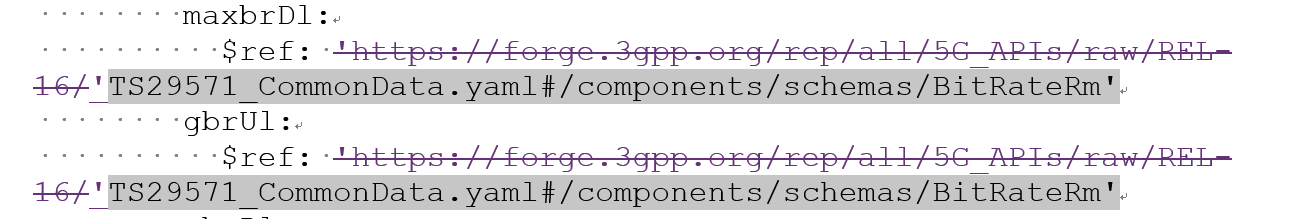 maxbrDl:
$ref: 'https://forge.3gpp.org/rep/all/5G_APIs/raw/REL-
16/'TS29571_CommonData.yaml#/components/schemas/BitRateRm'
gbrUl:
$ref: 'https://forge.3gpp.org/rep/all/5G_APIs/raw/REL-
16/'TS29571_CommonData.yaml#/components/schemas/BitRateRm'